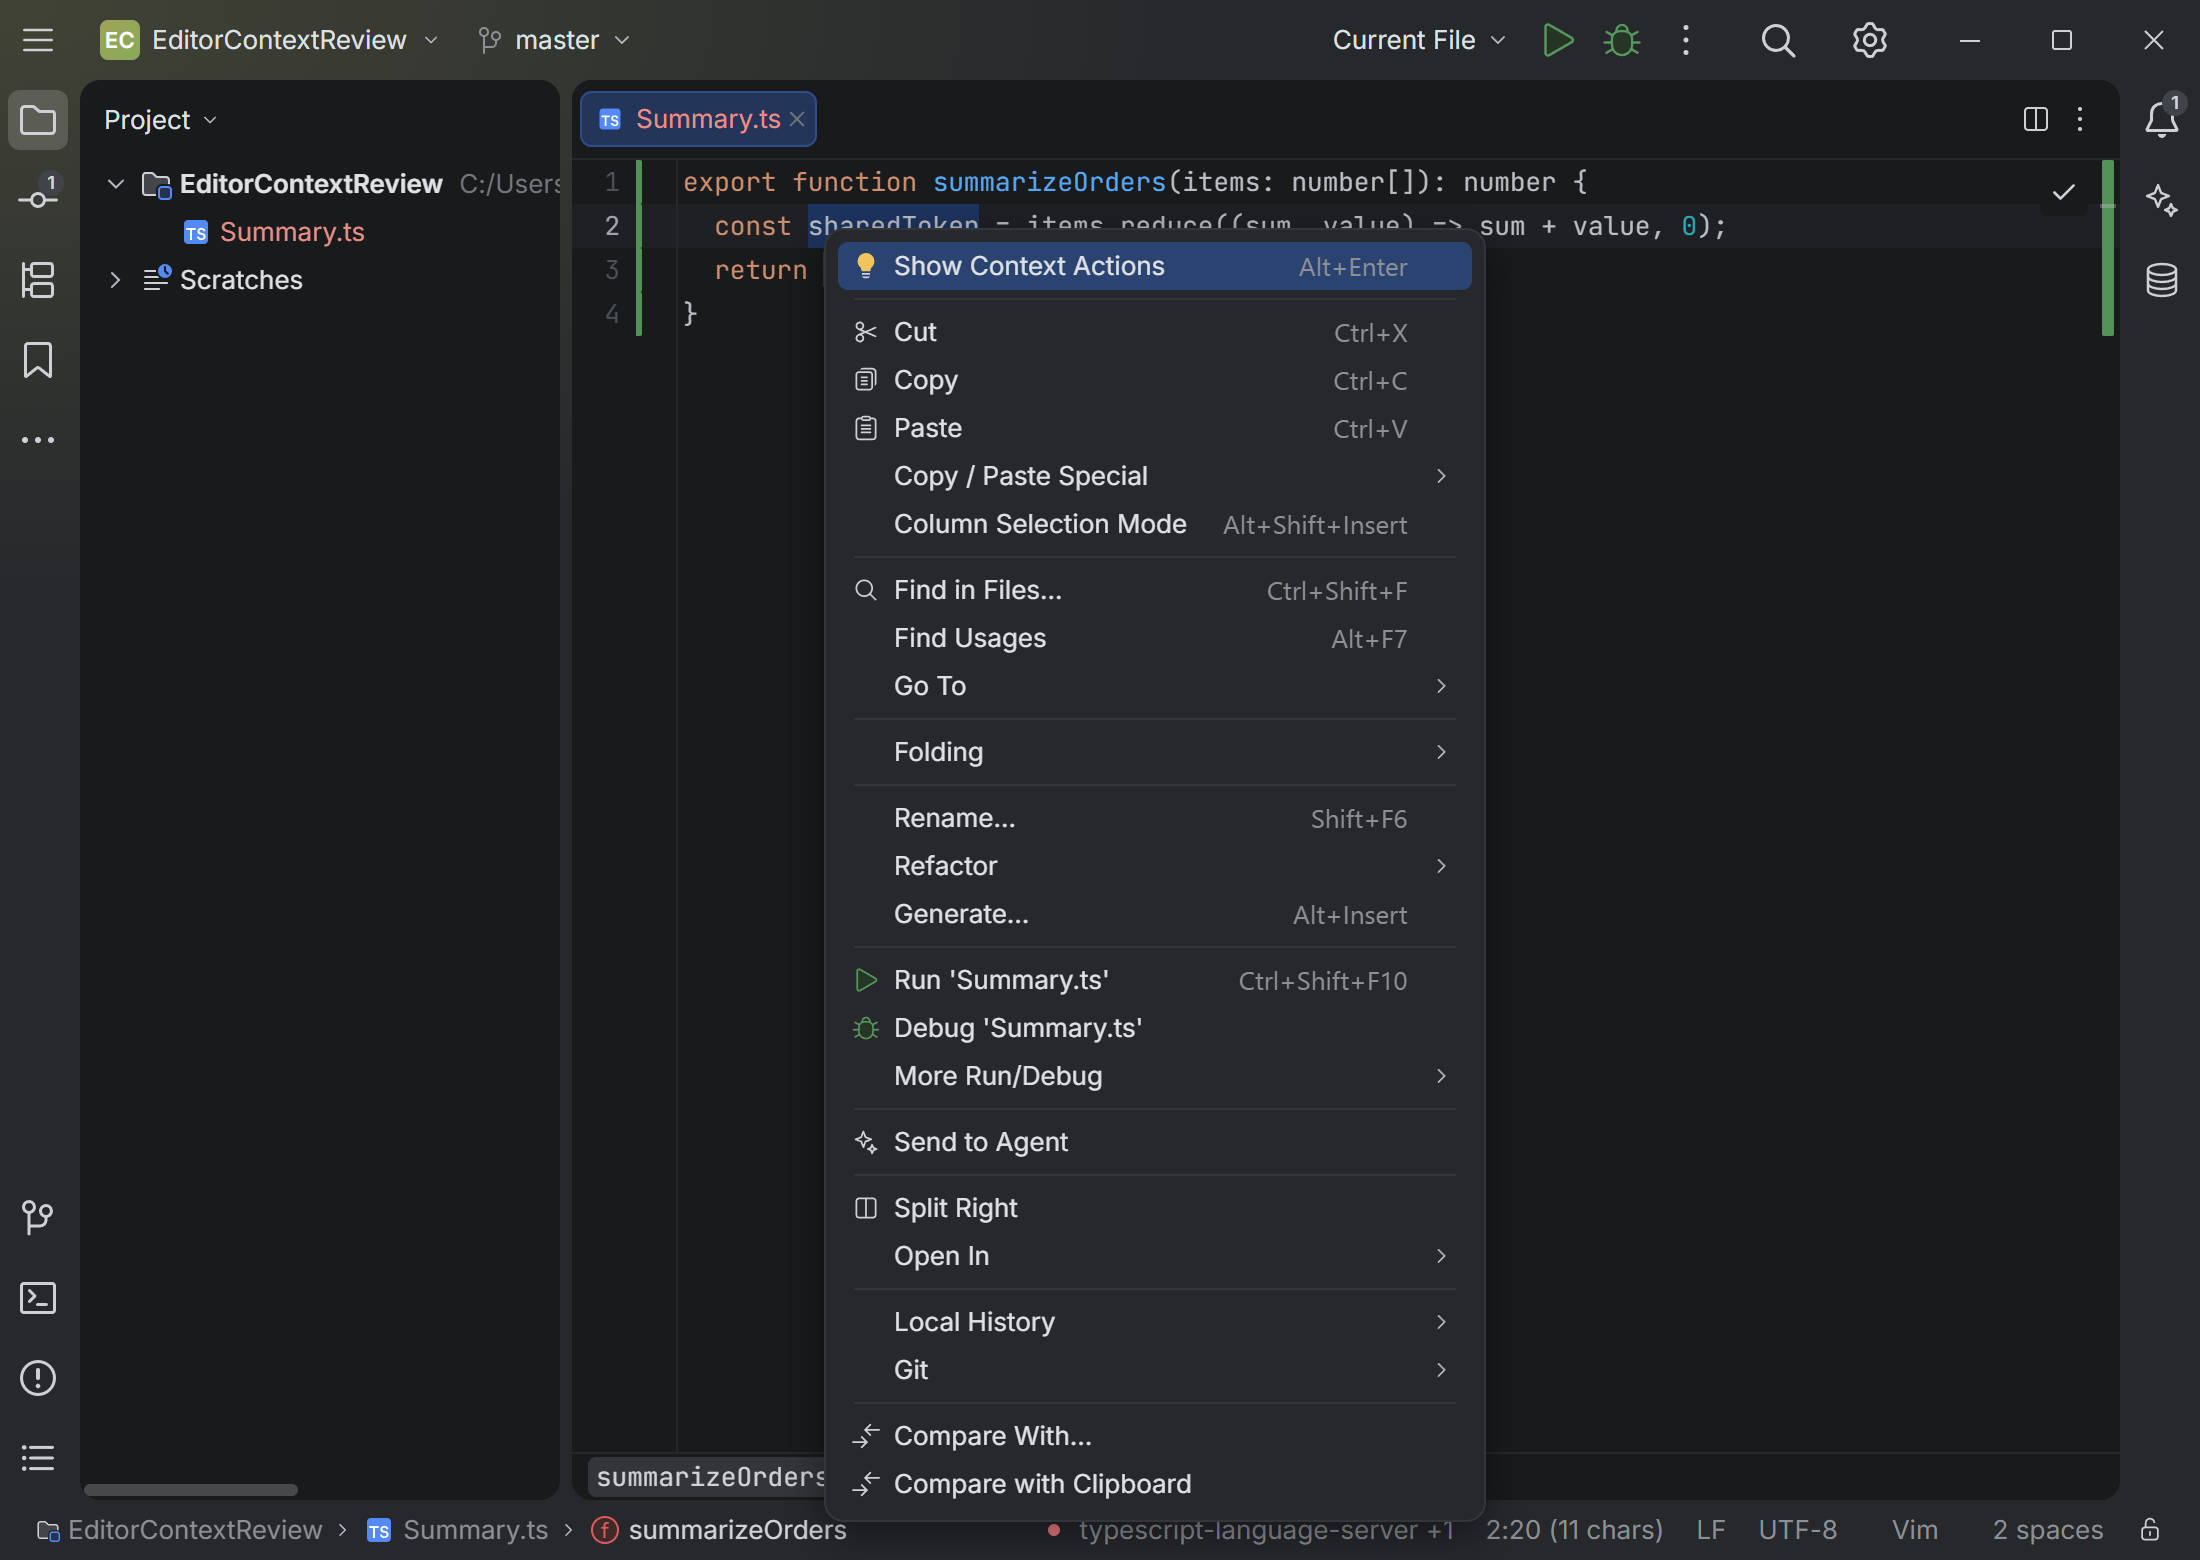 EC EditorContextReview master Current File
Project
Summary.ts
1
1
EditorContextReview C:/Users
Summary.ts
Scratches
1 export function summarizeOrders(items: number[]): number {
2 const sharedToken = items.reduce((sum, value) => sum + value, 0);
3 return
4 }
Show Context Actions Alt+Enter
Cut Ctrl+X
Copy Ctrl+C
Paste Ctrl+V
Copy / Paste Special
Column Selection Mode Alt+Shift+Insert
Find in Files... Ctrl+Shift+F
Find Usages Alt+F7
Go To
Folding
Rename... Shift+F6
Refactor
Generate... Alt+Insert
Run 'Summary.ts' Ctrl+Shift+F10
Debug 'Summary.ts'
More Run/Debug
Send to Agent
Split Right
Open In
Local History
Git
Compare With...
Compare with Clipboard
summarizeOrders
EditorContextReview Summary.ts summarizeOrders typescript-language-server +1 2:20 (11 chars) LF UTF-8 Vim 2 spaces